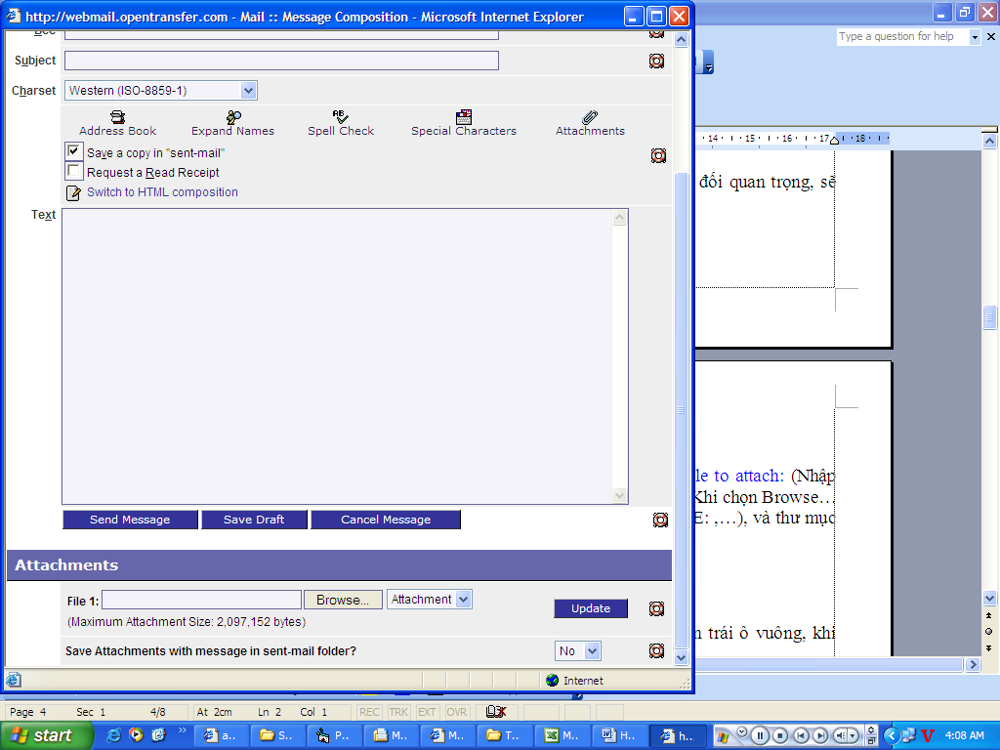 http://webmail.opentransfer.com - Mail :: Message Composition - Microsoft Internet Explorer
Type a question for help
Bcc
Subject
Charset
Western (ISO-8859-1)
Address Book
Expand Names
Spell Check
Special Characters
Attachments
Save a copy in "sent-mail"
Request a Read Receipt
Switch to HTML composition
Text
Send Message
Save Draft
Cancel Message
Attachments
File 1:
Browse...
Attachment
Update
(Maximum Attachment Size: 2,097,152 bytes)
Save Attachments with message in sent-mail folder?
No
Internet
14 15 16 17 18
đối quan trọng, sẽ
le to attach: (Nhập
Khi chọn Browse…
E: ,…), và thư mục
n trái ô vuông, khi
Page 4 Sec 1 4/8 At 2cm Ln 2 Col 1 REC TRK EXT OVR
start
a..
S..
P..
M..
M..
T..
M..
H..
h..
4:08 AM